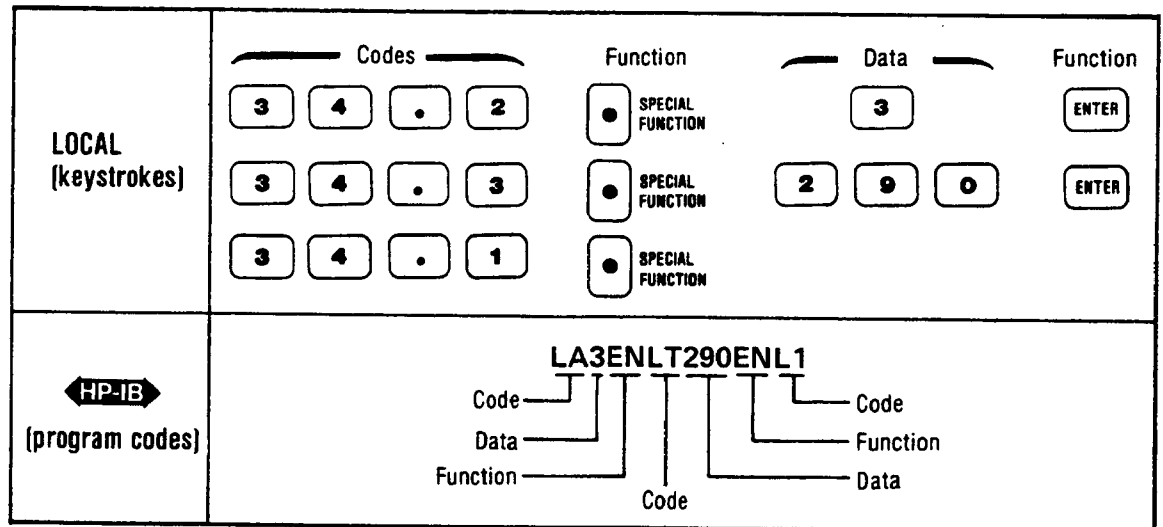 Codes Function Data Function
LOCAL
(keystrokes)
3 4 . 2 SPECIAL FUNCTION 3 ENTER
3 4 . 3 SPECIAL FUNCTION 2 9 0 ENTER
3 4 . 1 SPECIAL FUNCTION
HP-IB
(program codes)
LA3ENLT290ENL1
Code Code
Data Function
Function Data
Code